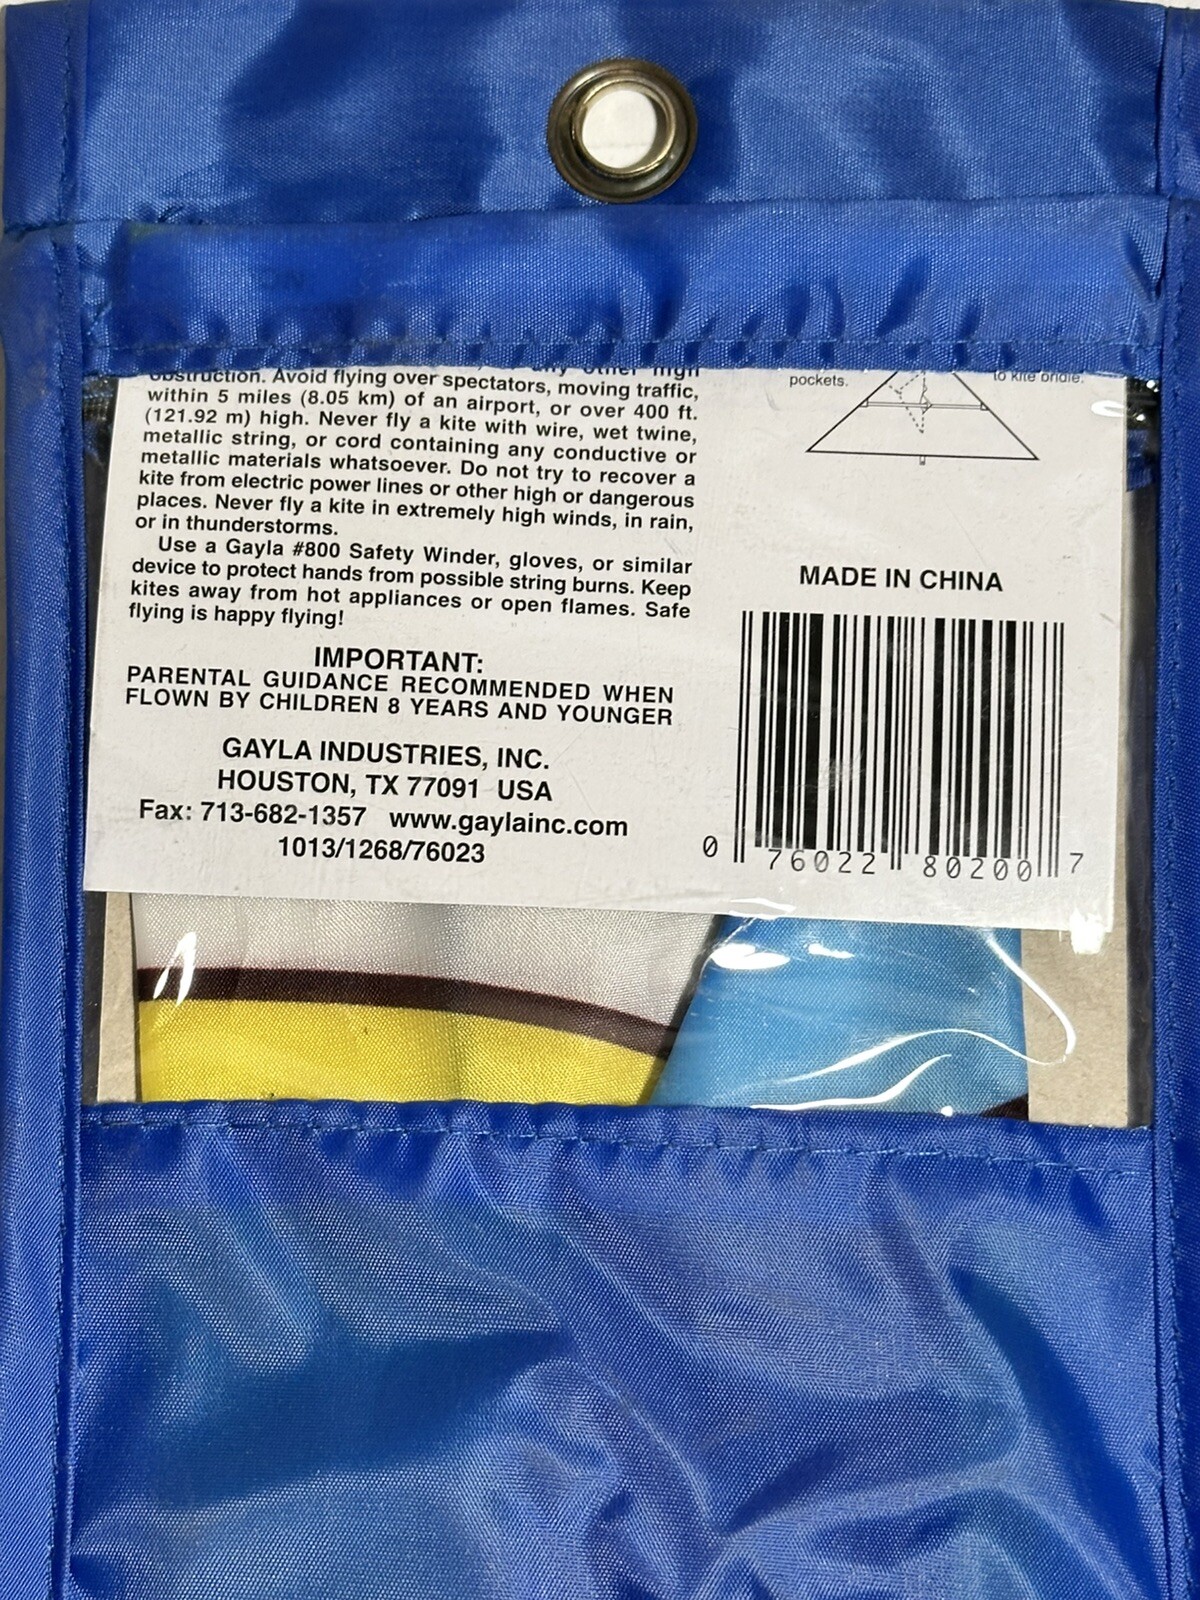 any other high
obstruction. Avoid flying over spectators, moving traffic,
within 5 miles (8.05 km) of an airport, or over 400 ft.
(121.92 m) high. Never fly a kite with wire, wet twine,
metallic string, or cord containing any conductive or
metallic materials whatsoever. Do not try to recover a
kite from electric power lines or other high or dangerous
places. Never fly a kite in extremely high winds, in rain,
or in thunderstorms.
Use a Gayla #800 Safety Winder, gloves, or similar
device to protect hands from possible string burns. Keep
kites away from hot appliances or open flames. Safe
flying is happy flying!
IMPORTANT:
PARENTAL GUIDANCE RECOMMENDED WHEN
FLOWN BY CHILDREN 8 YEARS AND YOUNGER
GAYLA INDUSTRIES, INC.
HOUSTON, TX 77091 USA
Fax: 713-682-1357 www.gaylainc.com
1013/1268/76023
pockets.
to kite bridle.
MADE IN CHINA
0 76022 80200 7